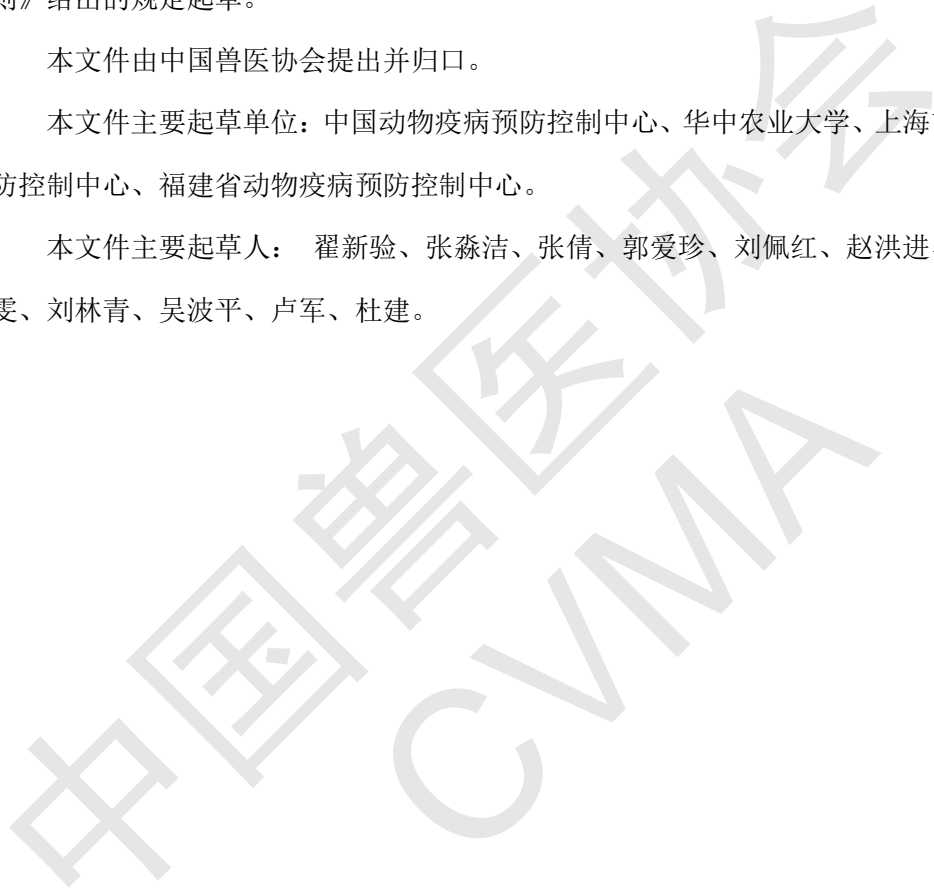 则》给出的规定起草。
本文件由中国兽医协会提出并归口。
本文件主要起草单位：中国动物疫病预防控制中心、华中农业大学、上海
防控制中心、福建省动物疫病预防控制中心。
本文件主要起草人： 翟新验、张淼洁、张倩、郭爱珍、刘佩红、赵洪进、
雯、刘林青、吴波平、卢军、杜建。
中国兽医协会
CVMA